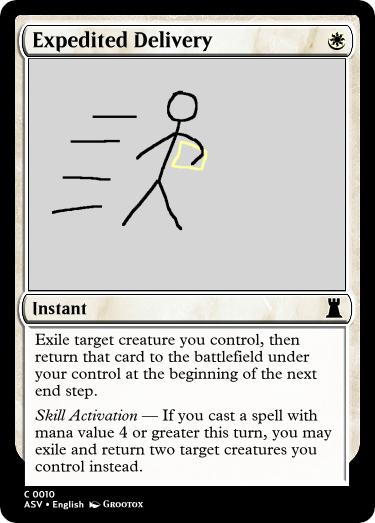 Expedited Delivery
Instant
Exile target creature you control, then
return that card to the battlefield under
your control at the beginning of the next
end step.
Skill Activation — If you cast a spell with
mana value 4 or greater this turn, you may
exile and return two target creatures you
control instead.
C 0010
ASV • English Grootox